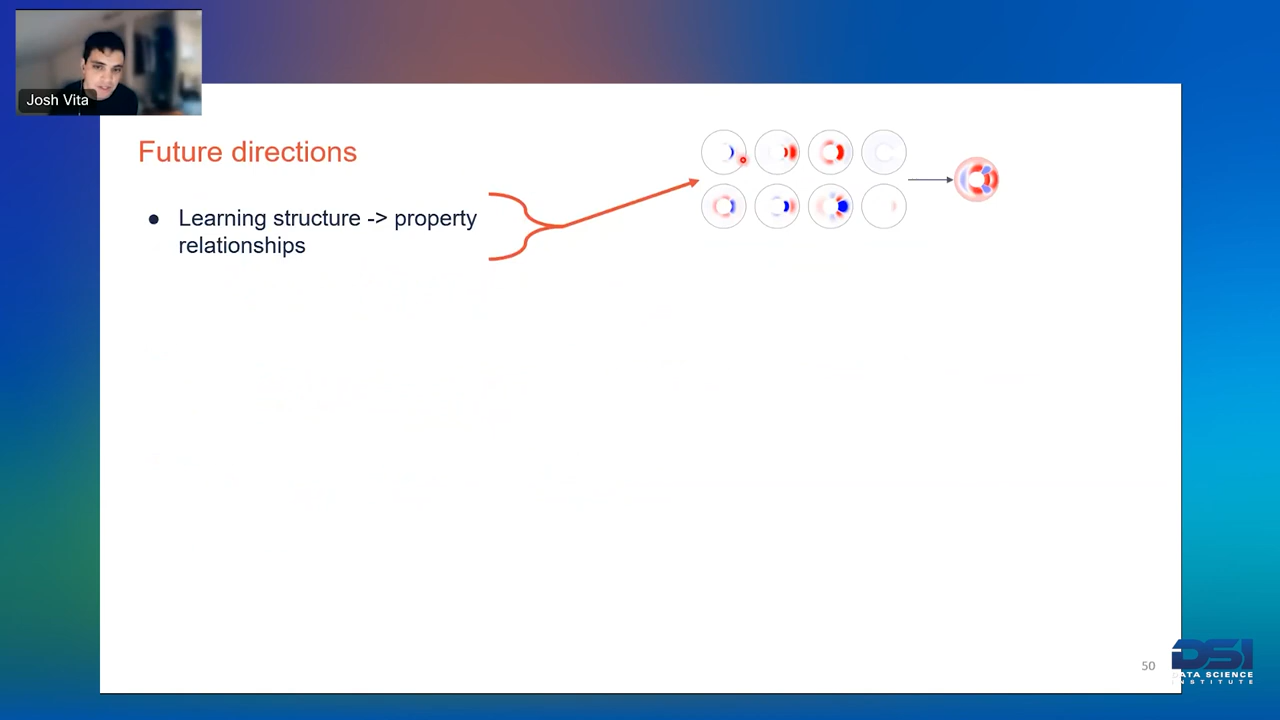 Josh Vita
Future directions
● Learning structure -> property
relationships
50
DSI
DATA SCIENCE
INSTITUTE